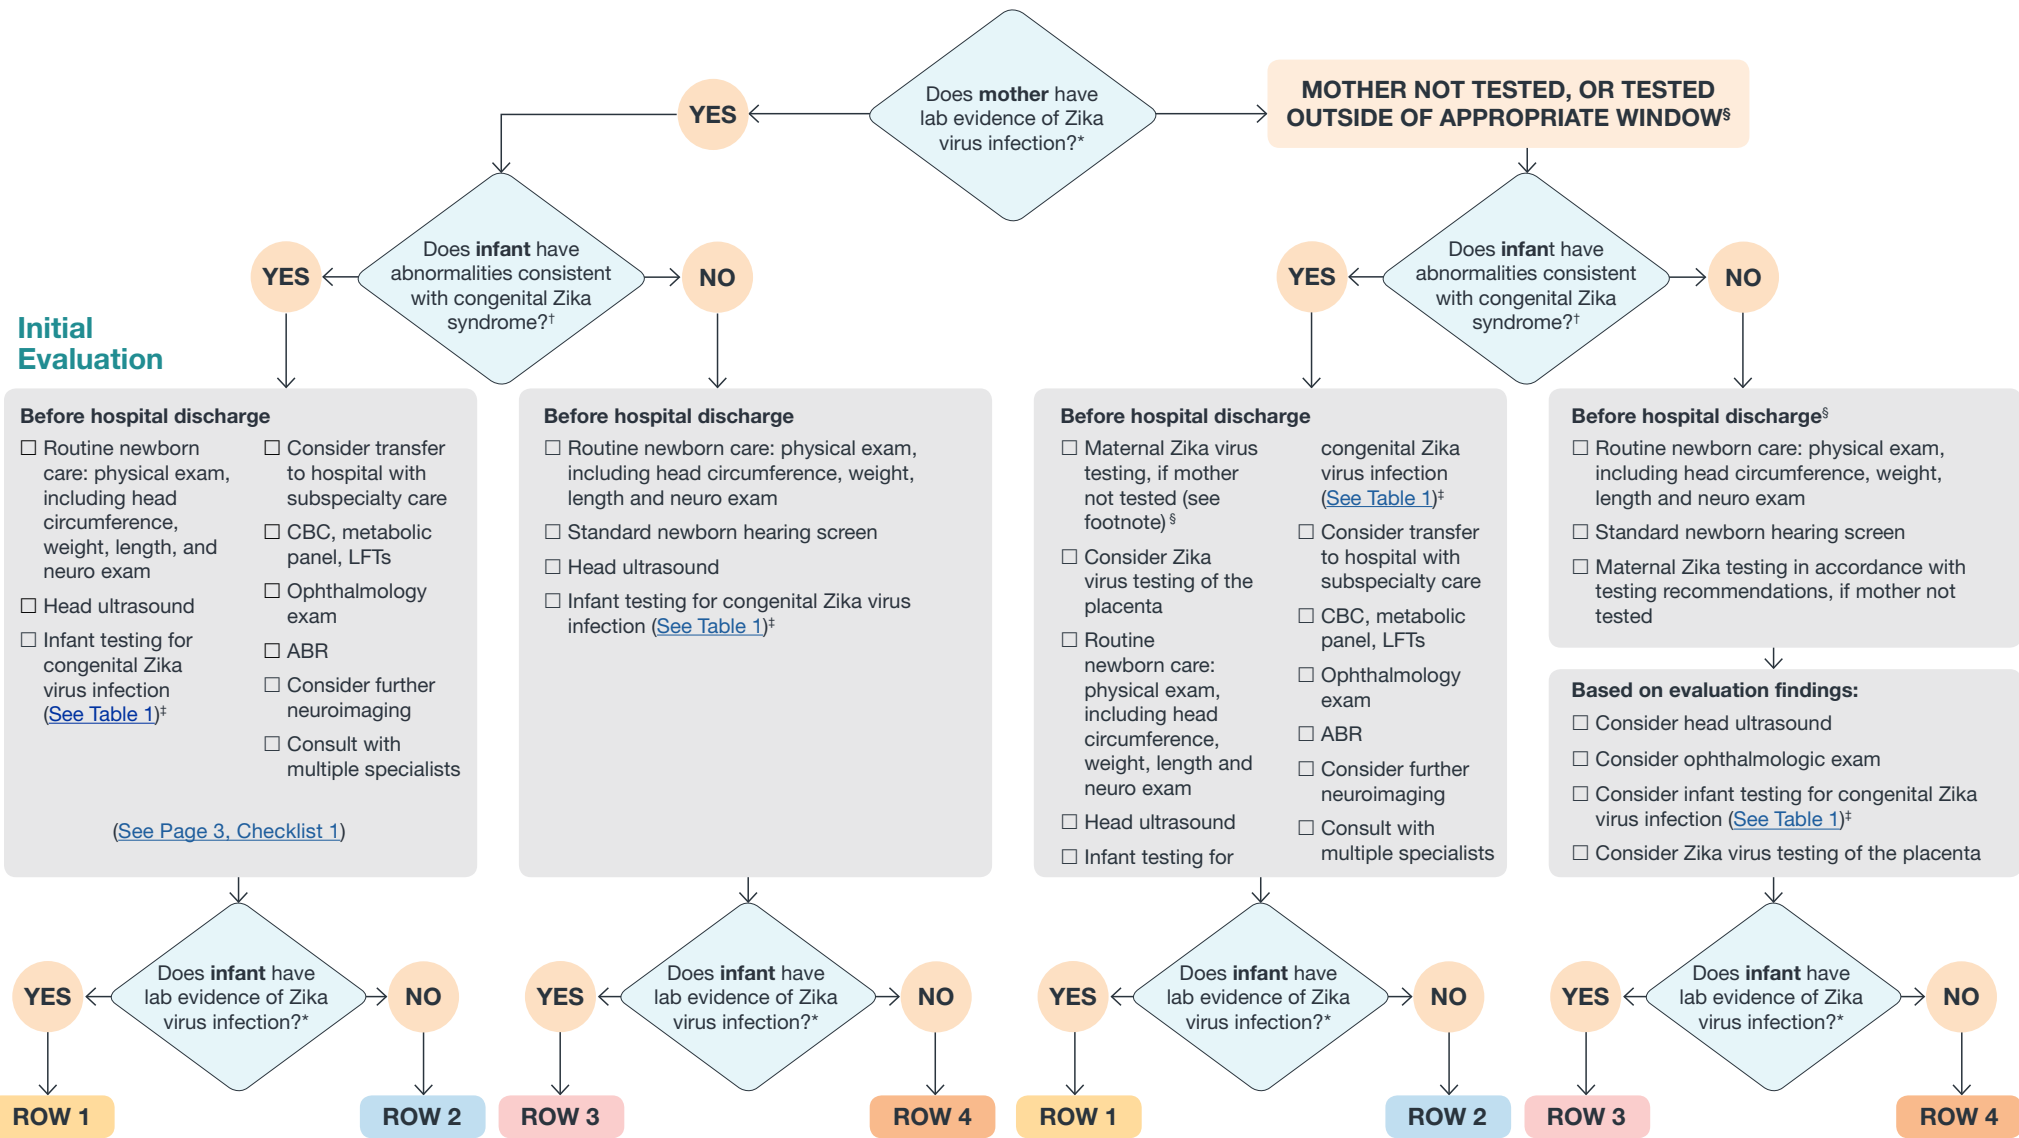 Does mother have
lab evidence of Zika
virus infection?*
YES
MOTHER NOT TESTED, OR TESTED
OUTSIDE OF APPROPRIATE WINDOW§
Does infant have
abnormalities consistent
with congenital Zika
syndrome?†
YES
NO
Does infant have
abnormalities consistent
with congenital Zika
syndrome?†
YES
NO
Initial
Evaluation
Before hospital discharge
☐ Routine newborn
care: physical exam,
including head
circumference,
weight, length, and
neuro exam
☐ Head ultrasound
☐ Infant testing for
congenital Zika
virus infection
(See Table 1)‡
☐ Consider transfer
to hospital with
subspecialty care
☐ CBC, metabolic
panel, LFTs
☐ Ophthalmology
exam
☐ ABR
☐ Consider further
neuroimaging
☐ Consult with
multiple specialists
(See Page 3, Checklist 1)
Before hospital discharge
☐ Routine newborn care: physical exam,
including head circumference, weight,
length and neuro exam
☐ Standard newborn hearing screen
☐ Head ultrasound
☐ Infant testing for congenital Zika virus
infection (See Table 1)‡
Before hospital discharge
☐ Maternal Zika virus
testing, if mother
not tested (see
footnote) §
☐ Consider Zika
virus testing of the
placenta
☐ Routine
newborn care:
physical exam,
including head
circumference,
weight, length and
neuro exam
☐ Head ultrasound
☐ Infant testing for
congenital Zika
virus infection
(See Table 1)‡
☐ Consider transfer
to hospital with
subspecialty care
☐ CBC, metabolic
panel, LFTs
☐ Ophthalmology
exam
☐ ABR
☐ Consider further
neuroimaging
☐ Consult with
multiple specialists
Before hospital discharge§
☐ Routine newborn care: physical exam,
including head circumference, weight,
length and neuro exam
☐ Standard newborn hearing screen
☐ Maternal Zika testing in accordance with
testing recommendations, if mother not
tested
Based on evaluation findings:
☐ Consider head ultrasound
☐ Consider ophthalmologic exam
☐ Consider infant testing for congenital Zika
virus infection (See Table 1)‡
☐ Consider Zika virus testing of the placenta
YES
Does infant have
lab evidence of Zika
virus infection?*
NO
YES
Does infant have
lab evidence of Zika
virus infection?*
NO
YES
Does infant have
lab evidence of Zika
virus infection?*
NO
YES
Does infant have
lab evidence of Zika
virus infection?*
NO
ROW 1
ROW 2
ROW 3
ROW 4
ROW 1
ROW 2
ROW 3
ROW 4